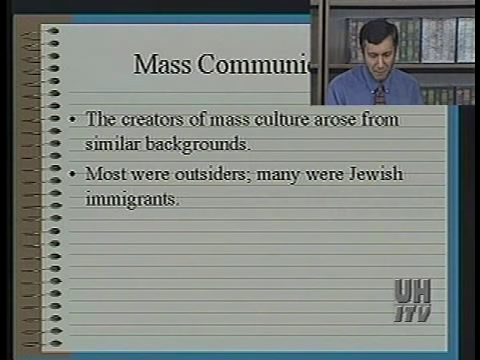 Mass Communic
• The creators of mass culture arose from
similar backgrounds.
• Most were outsiders; many were Jewish
immigrants.
UH
ITV